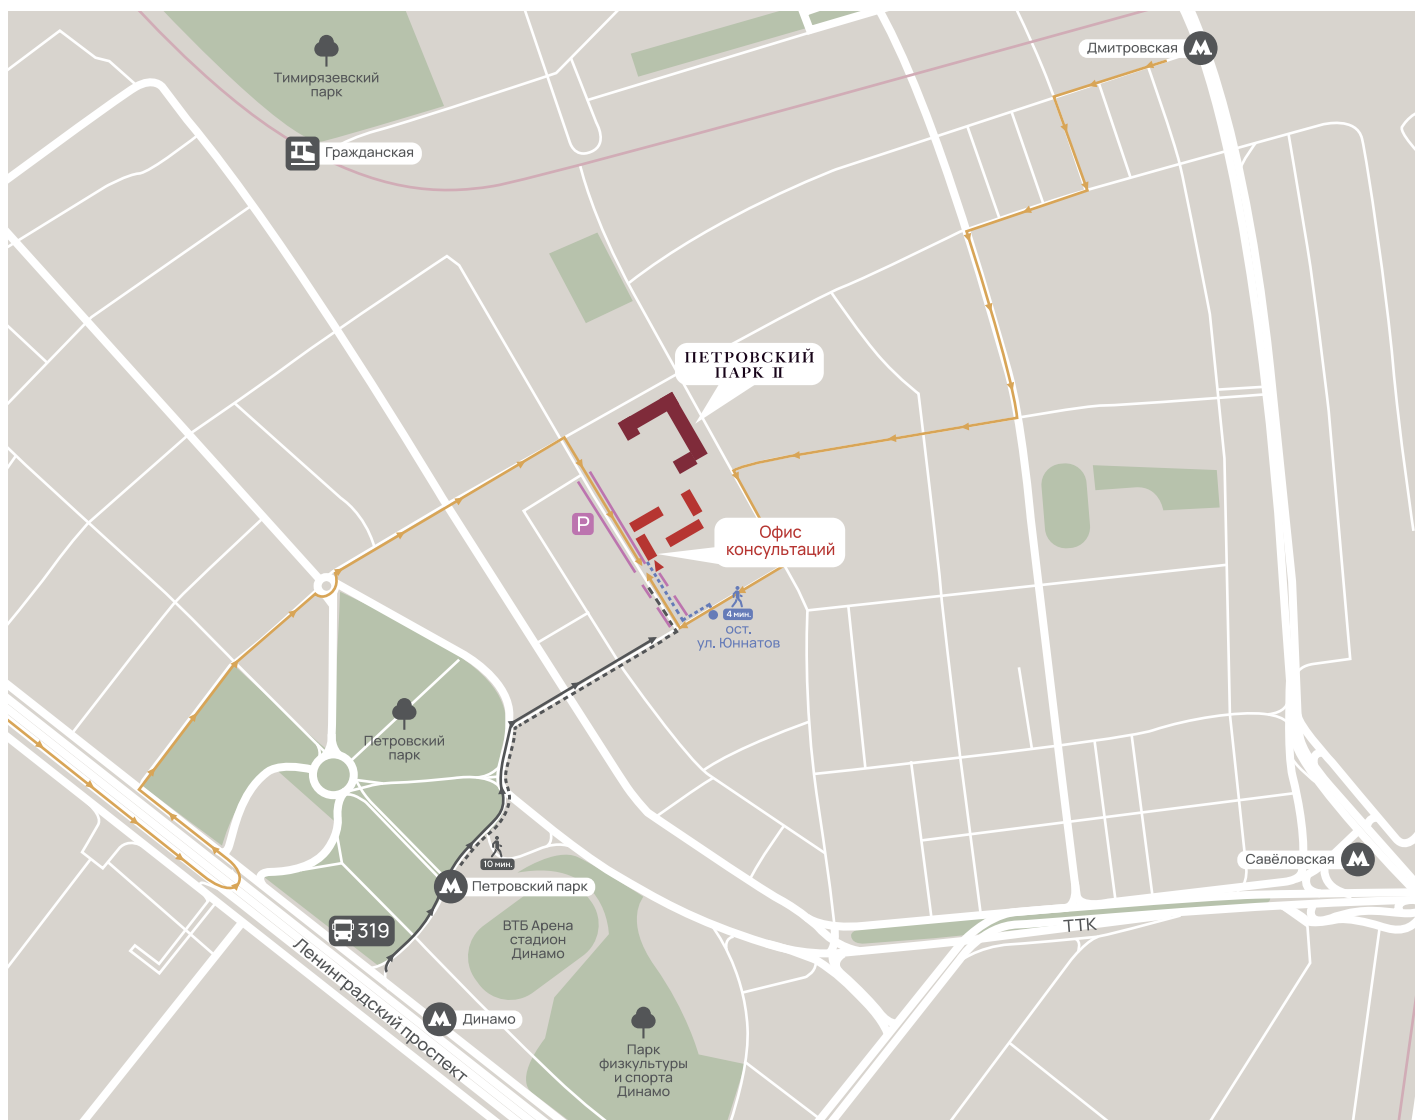 Дмитровская
Тимирязевский
парк
Гражданская
ПЕТРОВСКИЙ
ПАРК II
P
Офис
консультаций
4 мин.
ост.
ул. Юннатов
Петровский
парк
10 мин.
Петровский парк
Савёловская
319
ВТБ Арена
стадион
Динамо
ТТК
Ленинградский проспект
Динамо
Парк
физкультуры
и спорта
Динамо